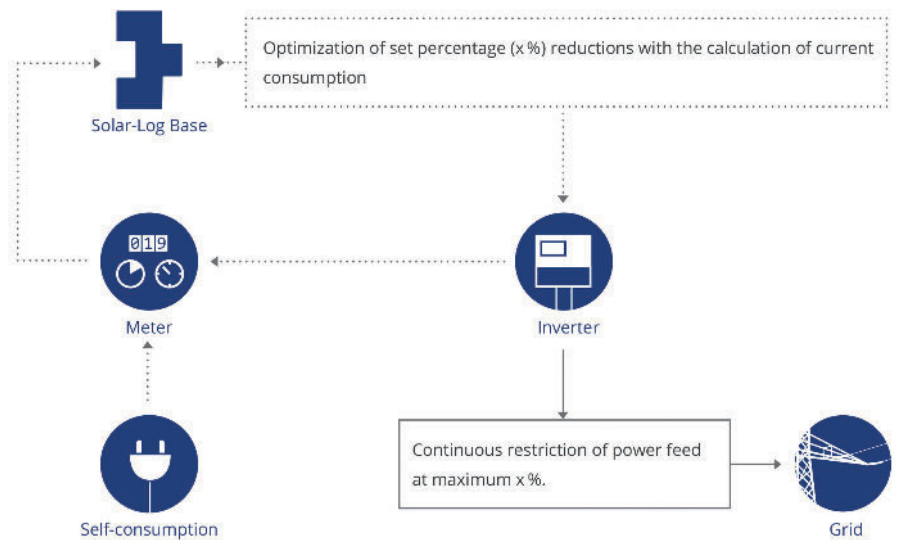 Optimization of set percentage (x %) reductions with the calculation of current
consumption
Solar-Log Base
019
Meter
Inverter
Continuous restriction of power feed
at maximum x %.
Self-consumption
Grid